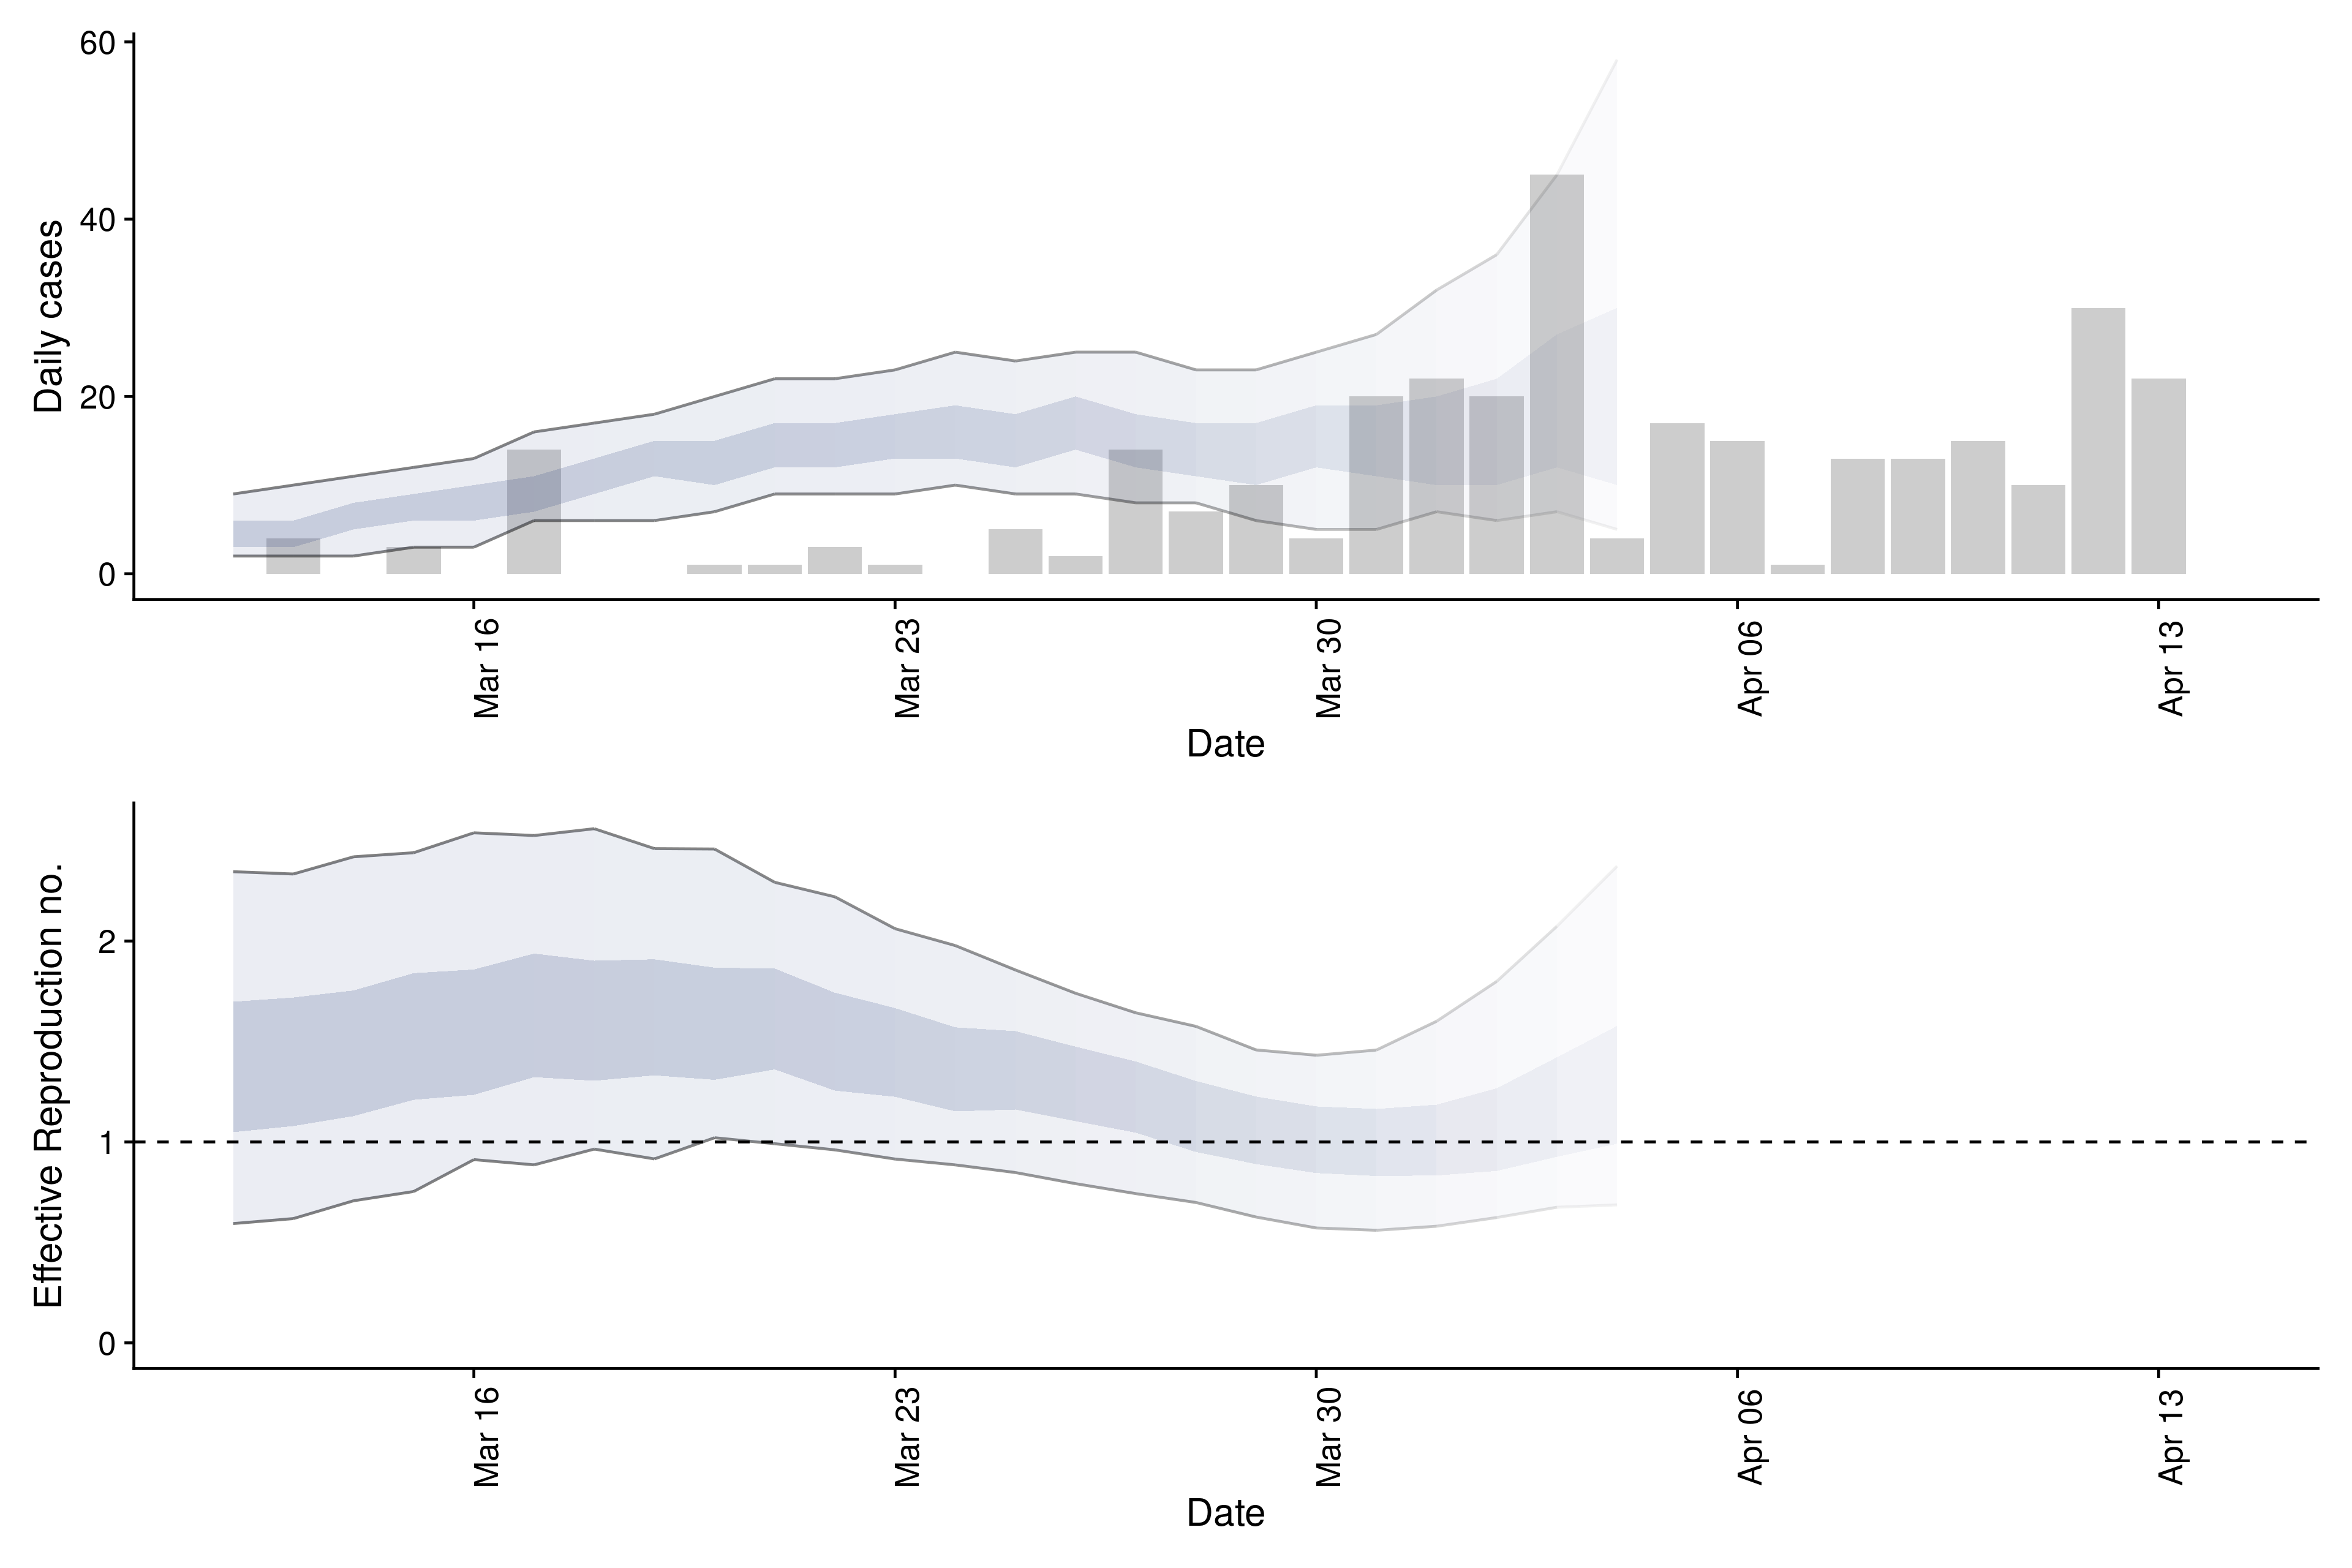 Daily cases
60
40
20
0
Mar 16
Mar 23
Mar 30
Apr 06
Apr 13
Date
Effective Reproduction no.
2
1
0
Mar 16
Mar 23
Mar 30
Apr 06
Apr 13
Date